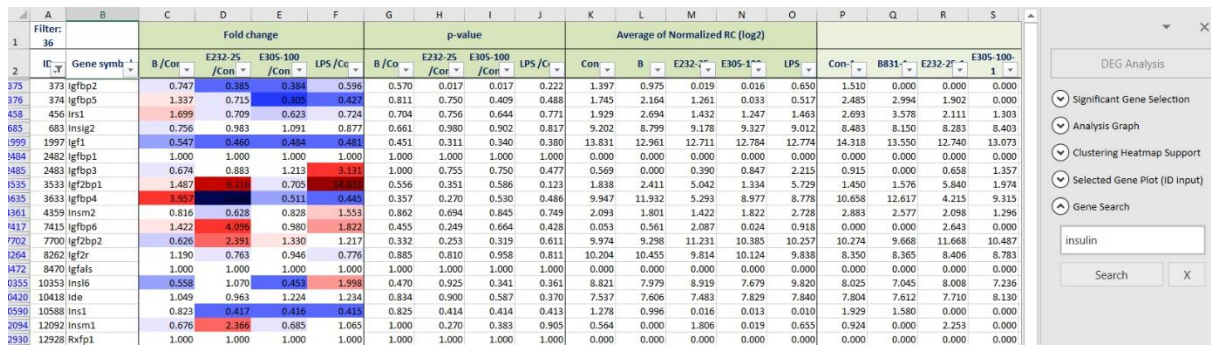 A B C D E F G H I J K L M N O P Q R S
1 Filter: 36 Fold change p-value Average of Normalized RC (log2)
2 ID Gene symb B /Con E232-25 /Con E305-100 /Con LPS /Co B /Co E232-25 /Con E305-100 /Con LPS /Co Con B E232-25 E305-1 LPS Con-1 B831- E232-25 E305-100-1
375 373 Igfbp2 0.747 0.385 0.384 0.596 0.570 0.017 0.017 0.222 1.397 0.975 0.019 0.016 0.650 1.510 0.000 0.000 0.000
376 374 Igfbp5 1.337 0.715 0.305 0.427 0.811 0.750 0.409 0.488 1.745 2.164 1.261 0.033 0.517 2.485 2.994 1.902 0.000
458 456 Irs1 1.699 0.709 0.623 0.724 0.704 0.756 0.644 0.771 1.929 2.694 1.432 1.247 1.463 2.693 3.578 2.111 1.303
685 683 Insig2 0.756 0.983 1.091 0.877 0.661 0.980 0.902 0.817 9.202 8.799 9.178 9.327 9.012 8.483 8.150 8.283 8.403
1999 1997 Igf1 0.547 0.460 0.484 0.481 0.451 0.311 0.340 0.380 13.831 12.961 12.711 12.784 12.774 14.318 13.550 12.740 13.073
2484 2482 Igfbp1 1.000 1.000 1.000 1.000 1.000 1.000 1.000 1.000 0.000 0.000 0.000 0.000 0.000 0.000 0.000 0.000 0.000
2485 2483 Igfbp3 0.674 0.883 1.213 3.131 1.000 0.755 0.750 0.477 0.569 0.000 0.390 0.847 2.215 0.915 0.000 0.658 1.357
3535 3533 Igf2bp1 1.487 0.705 0.556 0.351 0.586 0.123 1.838 2.411 5.042 1.334 5.729 1.450 1.576 5.840 1.974
3635 3633 Igfbp4 3.957 0.511 0.445 0.357 0.270 0.530 0.486 9.947 11.932 5.293 8.977 8.778 10.658 12.617 4.215 9.315
4361 4359 Insm2 0.816 0.628 0.828 1.553 0.862 0.694 0.845 0.749 2.093 1.801 1.422 1.822 2.728 2.883 2.577 2.098 1.296
7417 7415 Igfbp6 1.422 4.096 0.980 1.822 0.455 0.249 0.664 0.428 0.053 0.561 2.087 0.024 0.918 0.000 0.000 2.643 0.000
7702 7700 Igf2bp2 0.626 2.391 1.330 1.217 0.332 0.253 0.319 0.611 9.974 9.298 11.231 10.385 10.257 10.274 9.668 11.668 10.487
8264 8262 Igf2r 1.190 0.763 0.946 0.776 0.885 0.810 0.958 0.811 10.204 10.455 9.814 10.124 9.838 8.350 8.365 8.406 8.783
8472 8470 Igfals 1.000 1.000 1.000 1.000 1.000 1.000 1.000 1.000 0.000 0.000 0.000 0.000 0.000 0.000 0.000 0.000 0.000
0355 10353 Insl6 0.558 1.070 0.453 1.998 0.470 0.925 0.341 0.361 8.821 7.979 8.919 7.679 9.820 8.025 7.045 8.008 7.236
0420 10418 Ide 1.049 0.963 1.224 1.234 0.834 0.900 0.587 0.370 7.537 7.606 7.483 7.829 7.840 7.804 7.612 7.710 8.130
0590 10588 Ins1 0.823 0.417 0.416 0.415 0.825 0.414 0.414 0.413 1.278 0.996 0.016 0.013 0.010 1.929 1.580 0.000 0.000
2094 12092 Insm1 0.676 2.366 0.685 1.065 1.000 0.270 0.383 0.905 0.564 0.000 1.806 0.019 0.655 0.924 0.000 2.253 0.000
2930 12928 Rxfp1 1.000 1.000 1.000 1.000 1.000 1.000 1.000 1.000 0.000 0.000 0.000 0.000 0.000 0.000 0.000 0.000 0.000
DEG Analysis
Significant Gene Selection
Analysis Graph
Clustering Heatmap Support
Selected Gene Plot (ID input)
Gene Search
insulin
Search X